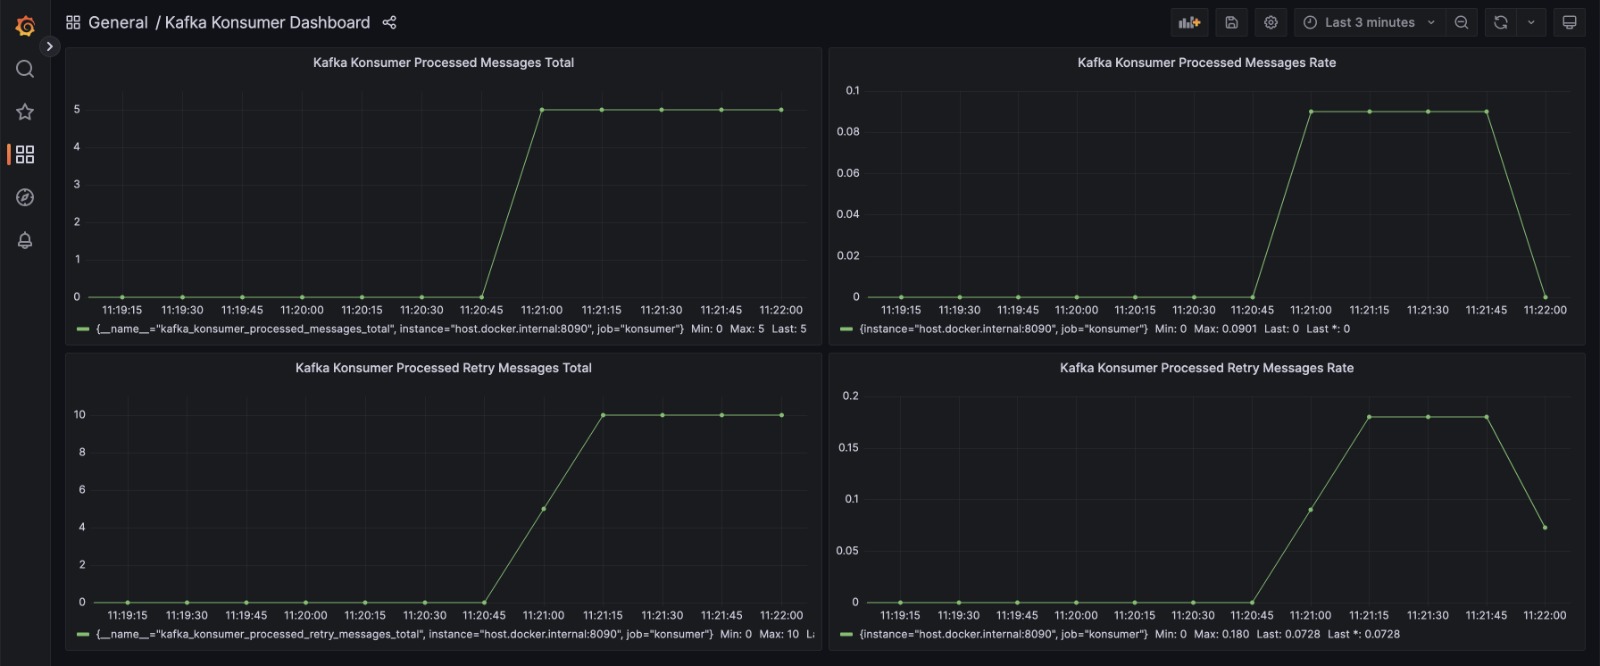 General / Kafka Konsumer Dashboard
Last 3 minutes
Kafka Konsumer Processed Messages Total
5
4
3
2
1
0
11:19:15 11:19:30 11:19:45 11:20:00 11:20:15 11:20:30 11:20:45 11:21:00 11:21:15 11:21:30 11:21:45 11:22:00
{__name__="kafka_konsumer_processed_messages_total", instance="host.docker.internal:8090", job="konsumer"} Min: 0 Max: 5 Last: 5
Kafka Konsumer Processed Messages Rate
0.1
0.08
0.06
0.04
0.02
0
11:19:15 11:19:30 11:19:45 11:20:00 11:20:15 11:20:30 11:20:45 11:21:00 11:21:15 11:21:30 11:21:45 11:22:00
{instance="host.docker.internal:8090", job="konsumer"} Min: 0 Max: 0.0901 Last: 0 Last *: 0
Kafka Konsumer Processed Retry Messages Total
10
8
6
4
2
0
11:19:15 11:19:30 11:19:45 11:20:00 11:20:15 11:20:30 11:20:45 11:21:00 11:21:15 11:21:30 11:21:45 11:22:00
{__name__="kafka_konsumer_processed_retry_messages_total", instance="host.docker.internal:8090", job="konsumer"} Min: 0 Max: 10
Kafka Konsumer Processed Retry Messages Rate
0.2
0.15
0.1
0.05
0
11:19:15 11:19:30 11:19:45 11:20:00 11:20:15 11:20:30 11:20:45 11:21:00 11:21:15 11:21:30 11:21:45 11:22:00
{instance="host.docker.internal:8090", job="konsumer"} Min: 0 Max: 0.180 Last: 0.0728 Last *: 0.0728